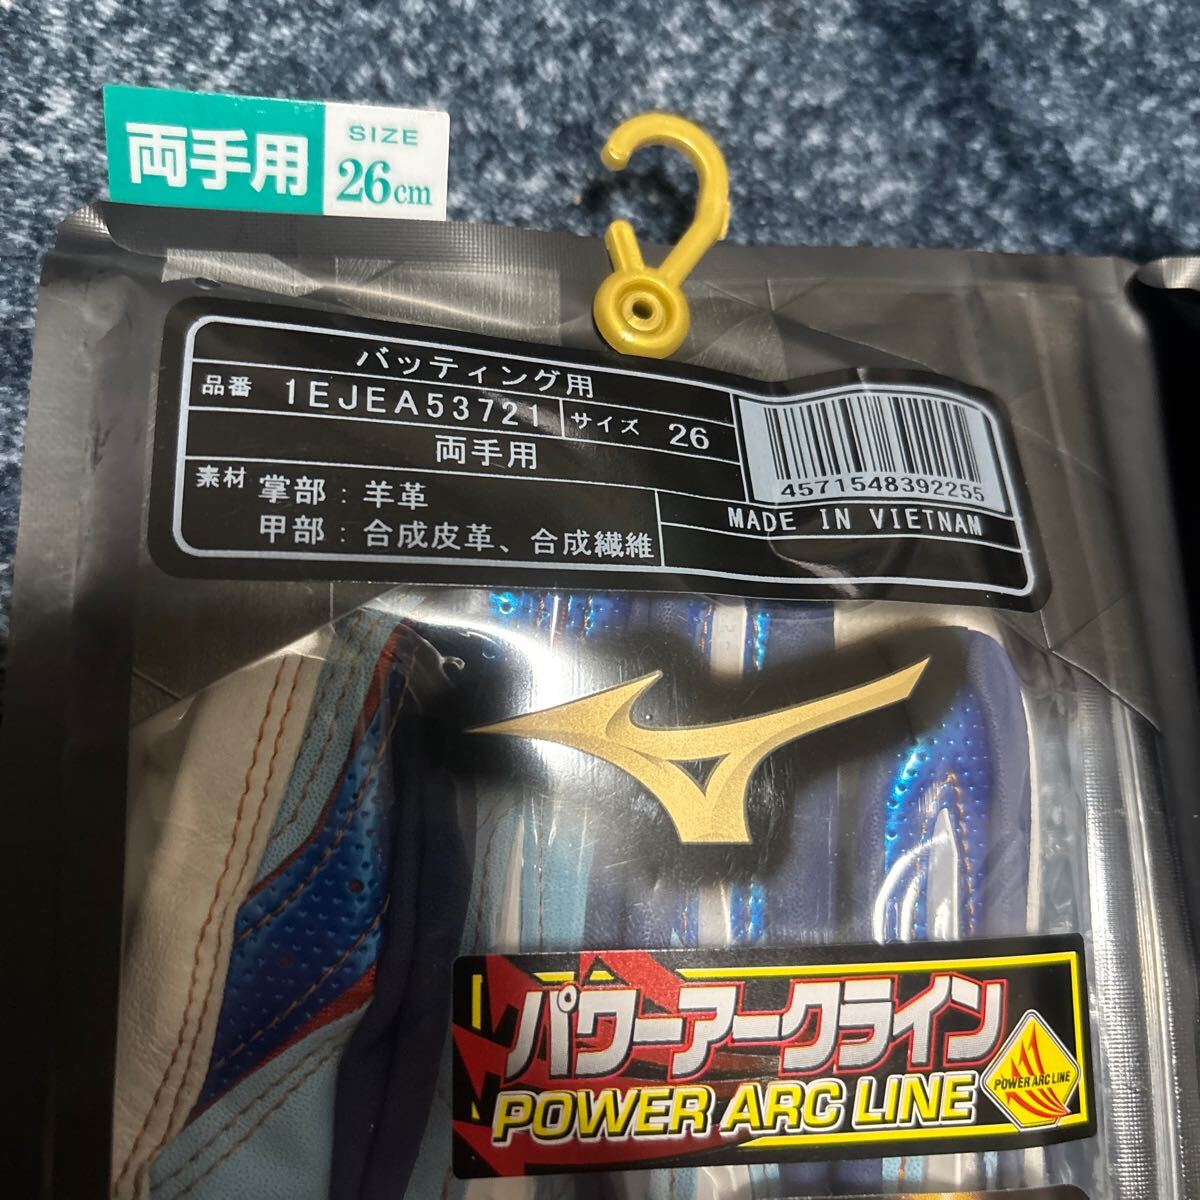 両手用
SIZE
26cm
バッティング用
品番 1EJEA53721 サイズ 26
両手用
素材 掌部：羊革
甲部：合成皮革、合成繊維
4571548392255
MADE IN VIETNAM
パワーアークライン
POWER ARC LINE
POWER ARC LINE